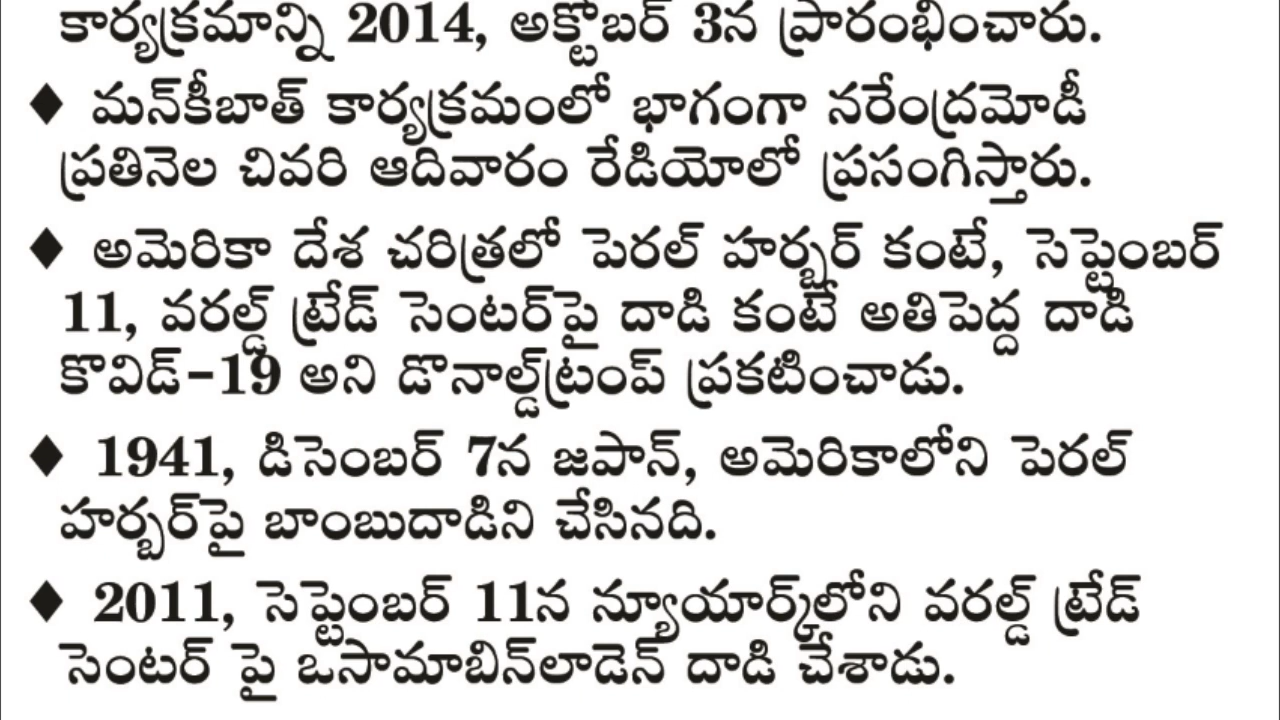 కార్యక్రమాన్ని 2014, అక్టోబర్ 3న ప్రారంభించారు.
♦ మన్‌కీబాత్ కార్యక్రమంలో భాగంగా నరేంద్రమోడీ
ప్రతినెల చివరి ఆదివారం రేడియోలో ప్రసంగిస్తారు.
♦ అమెరికా దేశ చరిత్రలో పెరల్ హర్బర్ కంటే, సెప్టెంబర్
11, వరల్డ్ ట్రేడ్ సెంటర్‌పై దాడి కంటే అతిపెద్ద దాడి
కొవిడ్-19 అని డొనాల్డ్‌ట్రంప్ ప్రకటించాడు.
♦ 1941, డిసెంబర్ 7న జపాన్, అమెరికాలోని పెరల్
హర్బర్‌పై బాంబుదాడిని చేసినది.
♦ 2011, సెప్టెంబర్ 11న న్యూయార్క్‌లోని వరల్డ్ ట్రేడ్
సెంటర్ పై ఒసామాబిన్‌లాడెన్ దాడి చేశాడు.